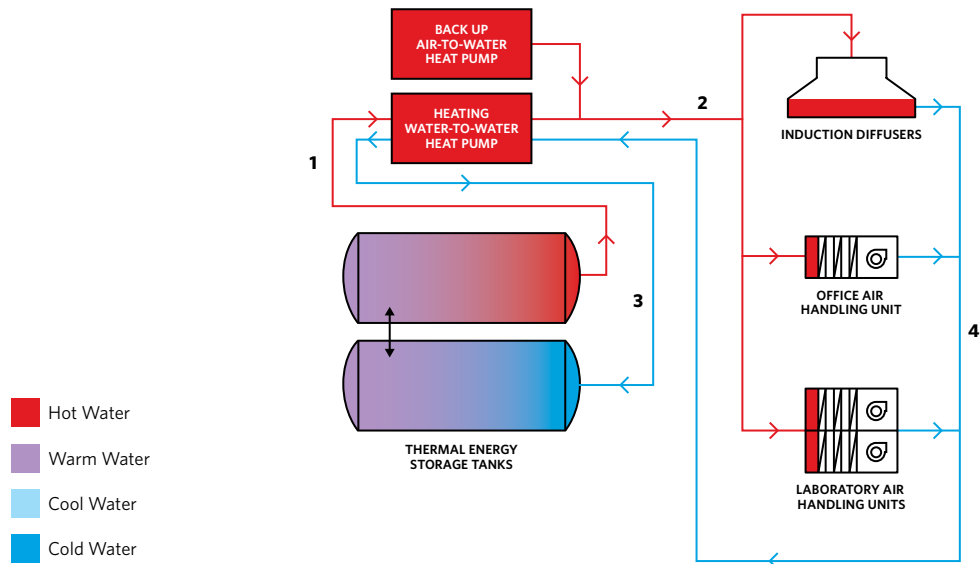 BACK UP
AIR-TO-WATER
HEAT PUMP
HEATING
WATER-TO-WATER
HEAT PUMP
1
2
INDUCTION DIFFUSERS
3
OFFICE AIR
HANDLING UNIT
4
THERMAL ENERGY
STORAGE TANKS
LABORATORY AIR
HANDLING UNITS
Hot Water
Warm Water
Cool Water
Cold Water